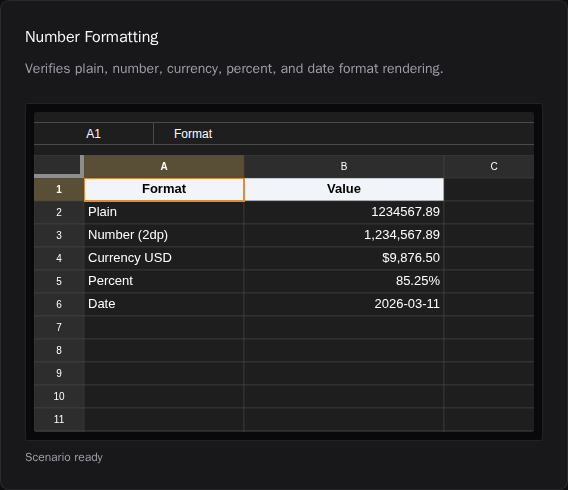 Number Formatting
Verifies plain, number, currency, percent, and date format rendering.
A1 Format
A B C
1 Format Value
2 Plain 1234567.89
3 Number (2dp) 1,234,567.89
4 Currency USD $9,876.50
5 Percent 85.25%
6 Date 2026-03-11
7
8
9
10
11
Scenario ready